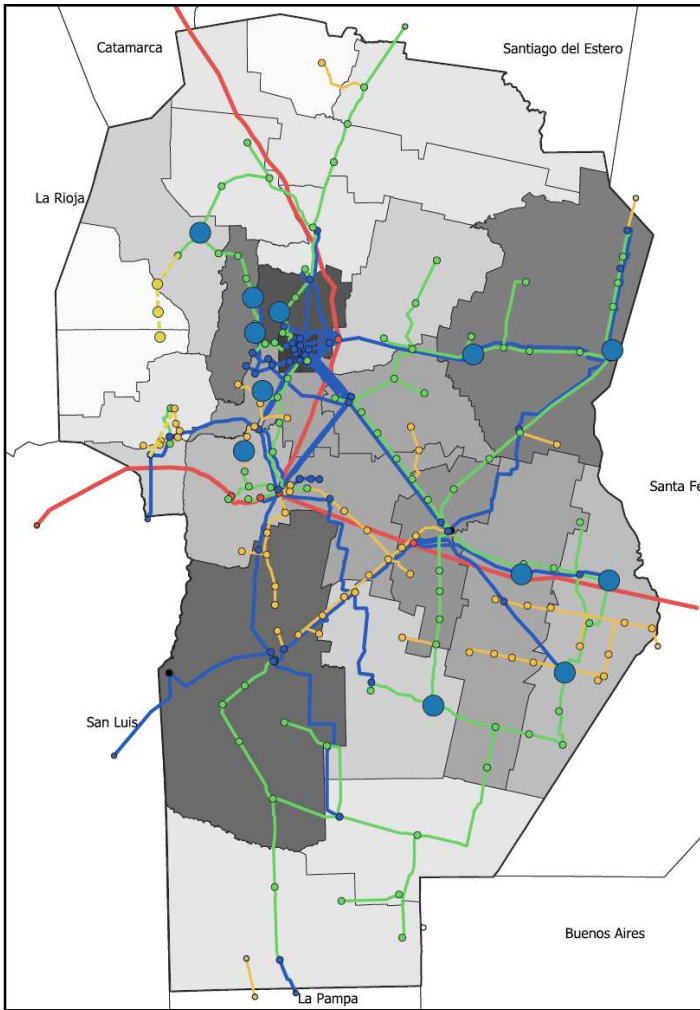 Catamarca
Santiago del Estero
La Rioja
Santa Fe
San Luis
Buenos Aires
La Pampa